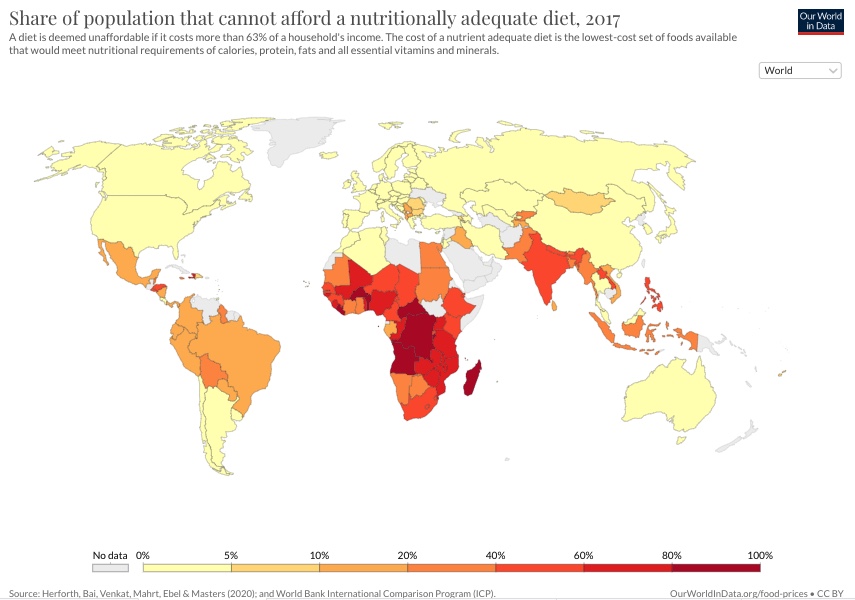 Share of population that cannot afford a nutritionally adequate diet, 2017
Our World
in Data
A diet is deemed unaffordable if it costs more than 63% of a household's income. The cost of a nutrient adequate diet is the lowest-cost set of foods available
that would meet nutritional requirements of calories, protein, fats and all essential vitamins and minerals.
World
No data 0% 5% 10% 20% 40% 60% 80% 100%
Source: Herforth, Bai, Venkat, Mahrt, Ebel & Masters (2020); and World Bank International Comparison Program (ICP).
OurWorldInData.org/food-prices • CC BY